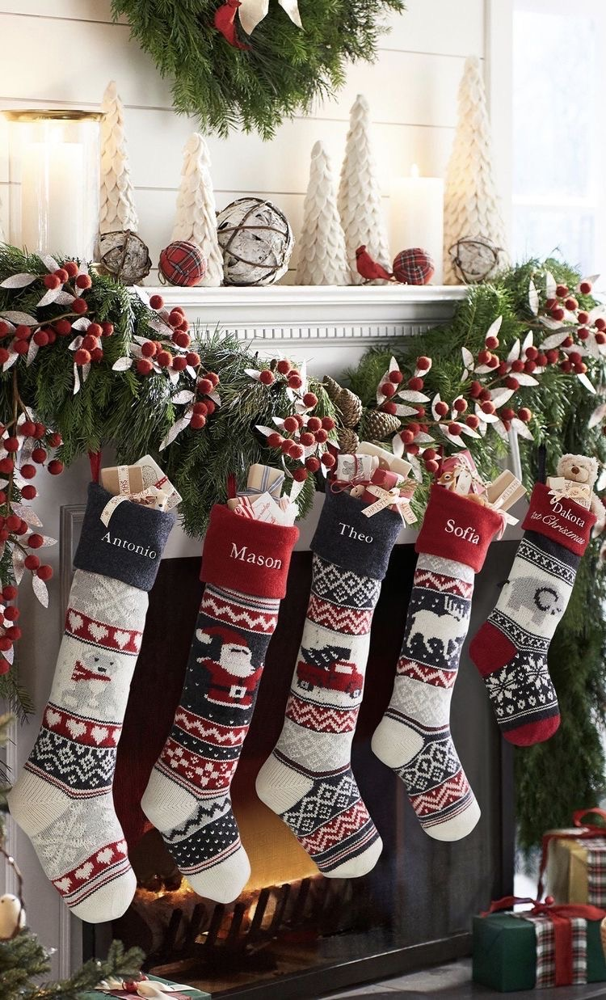 Antonio
Mason
Theo
Sofia
Dakota
1st Christmas